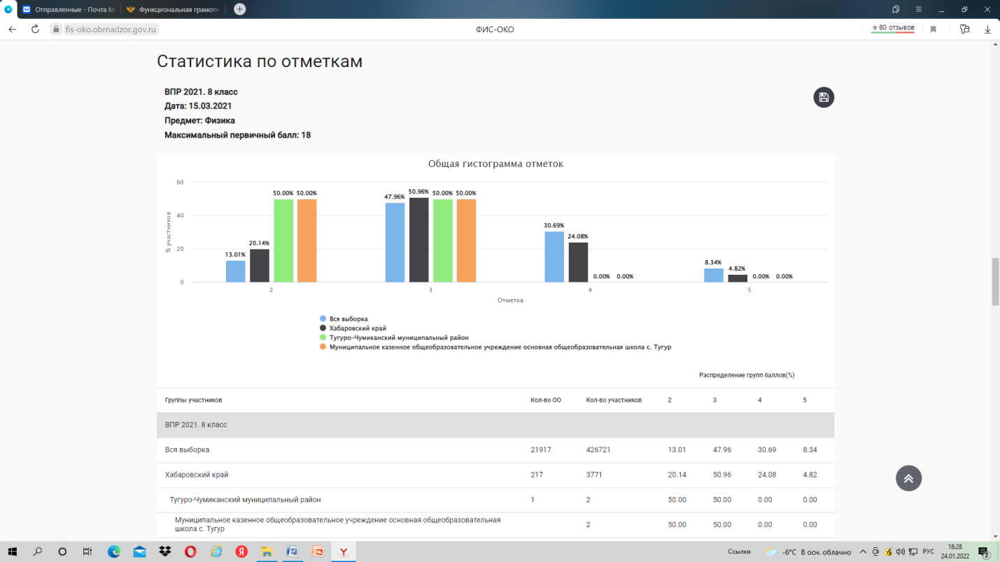 Отправленные - Почта М
Функциональная грамотн
fis-oko.obrnadzor.gov.ru
ФИС-ОКО
★ 80 отзывов
Статистика по отметкам
ВПР 2021. 8 класс
Дата: 15.03.2021
Предмет: Физика
Максимальный первичный балл: 18
Общая гистограмма отметок
% участников
60
40
20
0
13.01% 20.14% 50.00% 50.00%
47.96% 50.96% 50.00% 50.00%
30.69% 24.08% 0.00% 0.00%
8.34% 4.82% 0.00% 0.00%
2 3 4 5
Отметка
Вся выборка
Хабаровский край
Тугуро-Чумиканский муниципальный район
Муниципальное казенное общеобразовательное учреждение основная общеобразовательная школа с. Тугур
Распределение групп баллов(%)
Группы участников Кол-во ОО Кол-во участников 2 3 4 5
ВПР 2021. 8 класс
Вся выборка 21917 426721 13.01 47.96 30.69 8.34
Хабаровский край 217 3771 20.14 50.96 24.08 4.82
Тугуро-Чумиканский муниципальный район 1 2 50.00 50.00 0.00 0.00
Муниципальное казенное общеобразовательное учреждение основная общеобразовательная
школа с. Тугур
2 50.00 50.00 0.00 0.00
Ссылки
-6°C В осн. облачно
РУС
18:28
24.01.2022
2